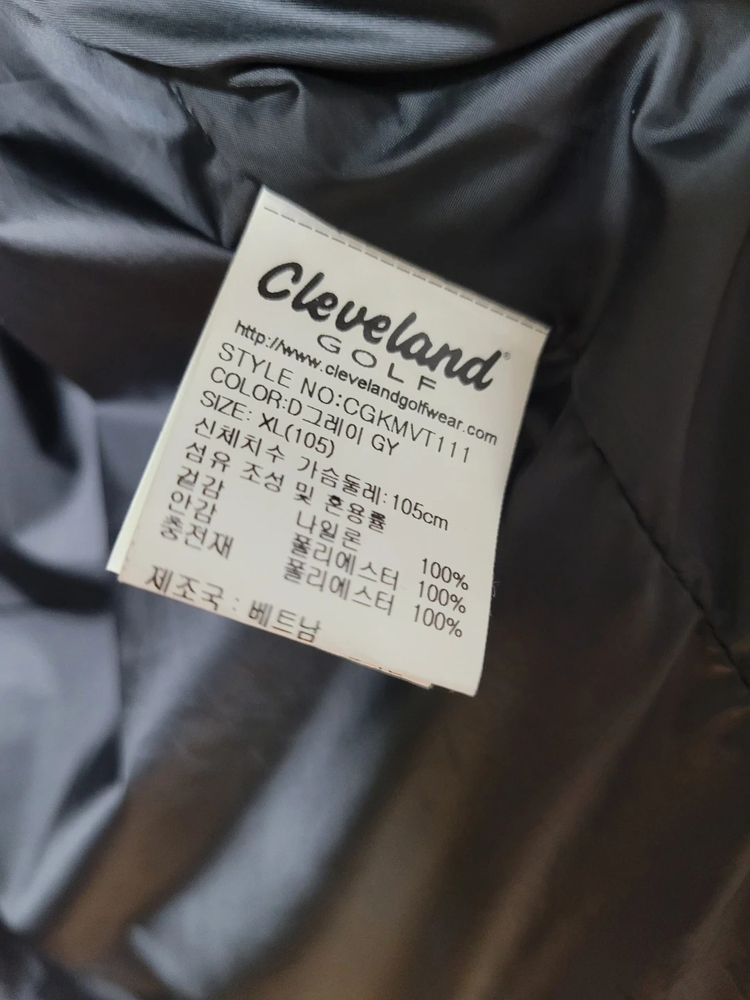 Cleveland®
GOLF
http://www.clevelandgolfwear.com
STYLE NO:CGKMVT111
COLOR:D그레이 GY
SIZE: XL(105)
신체치수 가슴둘레:105cm
섬유 조성 및 혼용률
겉감 나일론 100%
안감 폴리에스터 100%
충전재 폴리에스터 100%
제조국 : 베트남